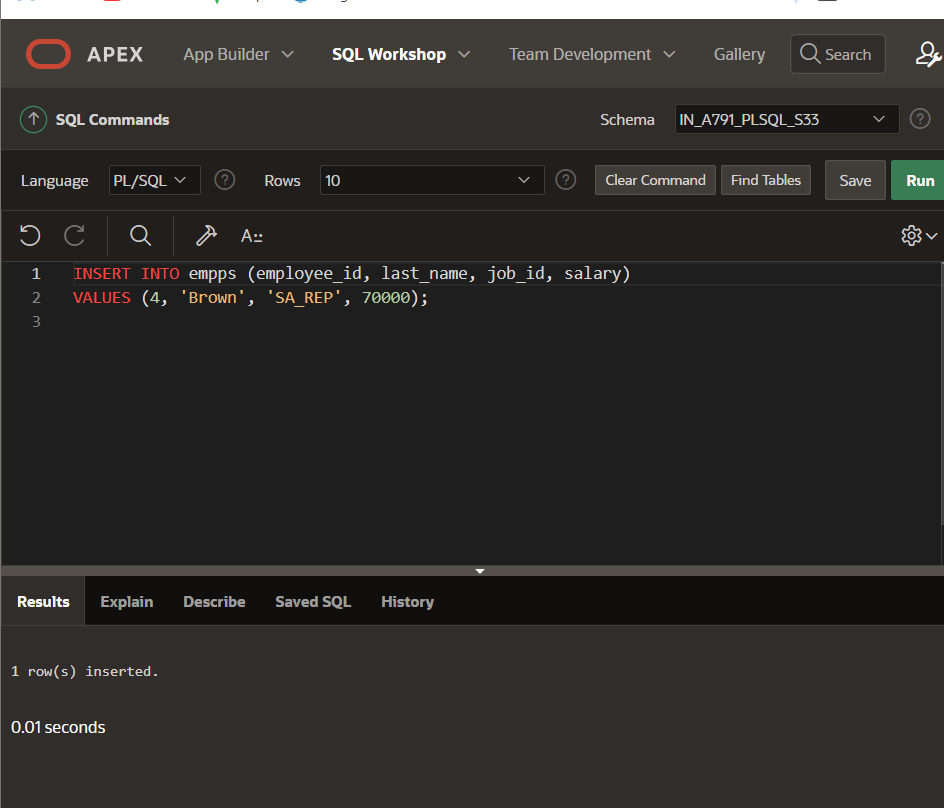 APEX App Builder SQL Workshop Team Development Gallery Search
SQL Commands Schema IN_A791_PLSQL_S33 ?
Language PL/SQL ? Rows 10 ? Clear Command Find Tables Save Run
A::
1 INSERT INTO empps (employee_id, last_name, job_id, salary)
2 VALUES (4, 'Brown', 'SA_REP', 70000);
3
Results Explain Describe Saved SQL History
1 row(s) inserted.
0.01 seconds